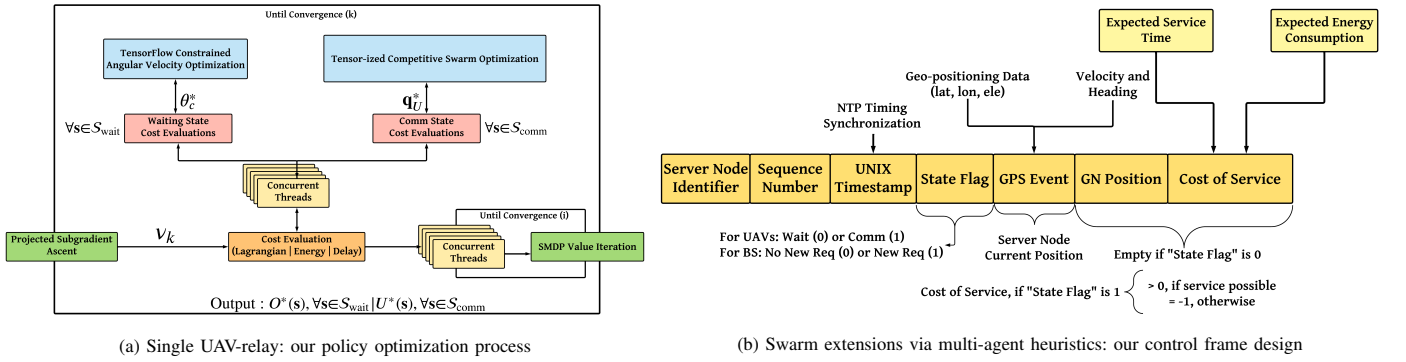 Until Convergence (k)
TensorFlow Constrained
Angular Velocity Optimization
Tensor-ized Competitive Swarm Optimization
θ*c
q*U
∀s∈Swait
Waiting State
Cost Evaluations
Comm State
Cost Evaluations
∀s∈Scomm
Concurrent
Threads
Until Convergence (i)
Projected Subgradient
Ascent
νk
Cost Evaluation
(Lagrangian | Energy | Delay)
Concurrent
Threads
SMDP Value Iteration
Output : O*(s), ∀s∈Swait | U*(s), ∀s∈Scomm
(a) Single UAV-relay: our policy optimization process
Expected Service
Time
Expected Energy
Consumption
Geo-positioning Data
(lat, lon, ele)
Velocity and
Heading
NTP Timing
Synchronization
Server Node
Identifier
Sequence
Number
UNIX
Timestamp
State Flag
GPS Event
GN Position
Cost of Service
For UAVs: Wait (0) or Comm (1)
For BS: No New Req (0) or New Req (1)
Server Node
Current Position
Empty if "State Flag" is 0
Cost of Service, if "State Flag" is 1
> 0, if service possible
= -1, otherwise
(b) Swarm extensions via multi-agent heuristics: our control frame design